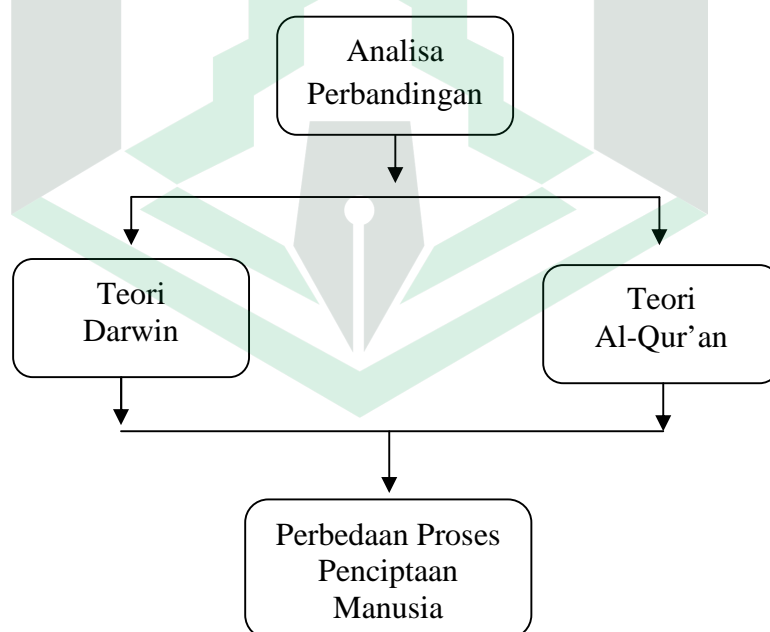 Analisa
Perbandingan
Teori
Darwin
Teori
Al-Qur’an
Perbedaan Proses
Penciptaan
Manusia